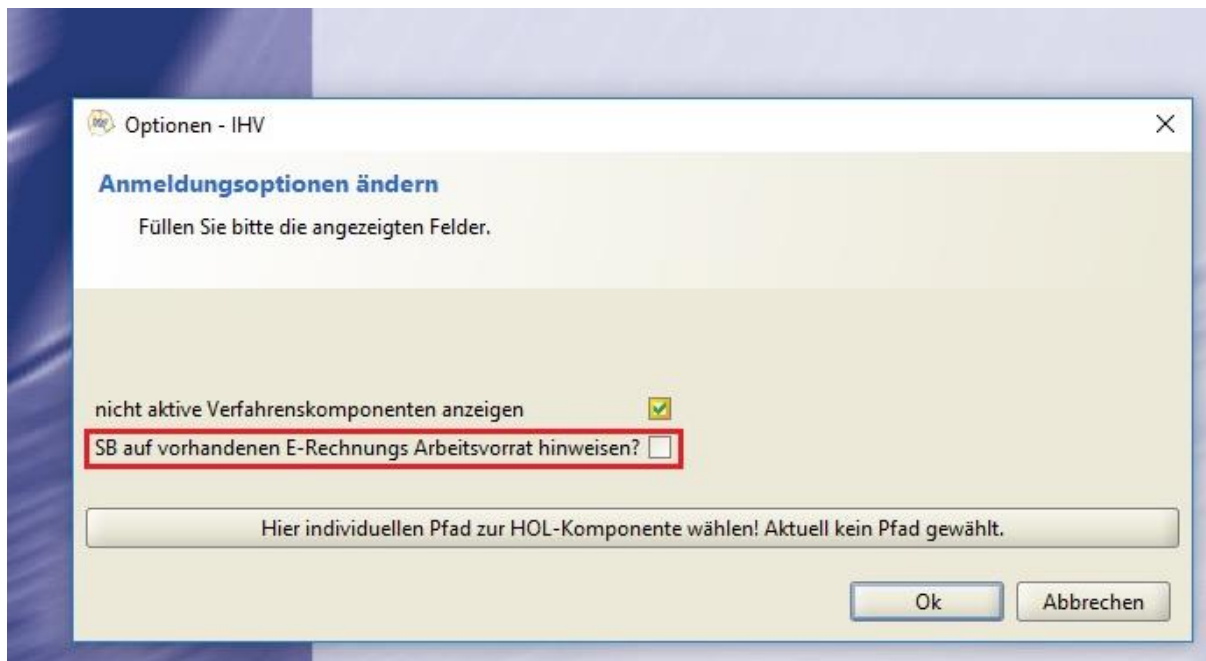 Optionen - IHV
Anmeldungsoptionen ändern
Füllen Sie bitte die angezeigten Felder.
nicht aktive Verfahrenskomponenten anzeigen
SB auf vorhandenen E-Rechnungs Arbeitsvorrat hinweisen?
Hier individuellen Pfad zur HOL-Komponente wählen! Aktuell kein Pfad gewählt.
Ok Abbrechen